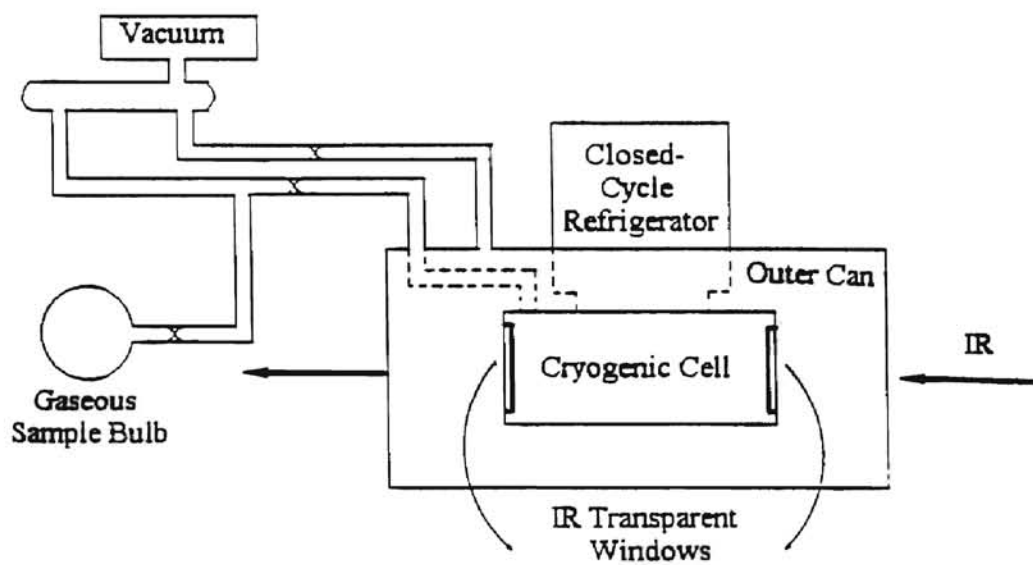 Vacuum
Closed-
Cycle
Refrigerator
Outer Can
Cryogenic Cell
IR
Gaseous
Sample Bulb
IR Transparent
Windows